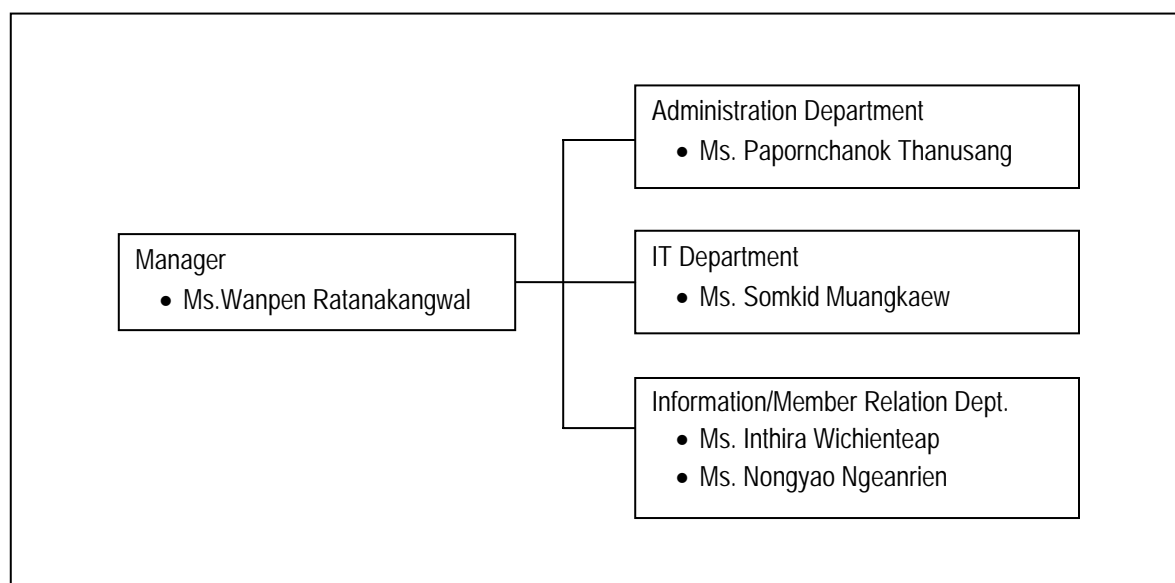 Administration Department
• Ms. Papornchanok Thanusang
Manager
• Ms.Wanpen Ratanakangwal
IT Department
• Ms. Somkid Muangkaew
Information/Member Relation Dept.
• Ms. Inthira Wichienteap
• Ms. Nongyao Ngeanrien